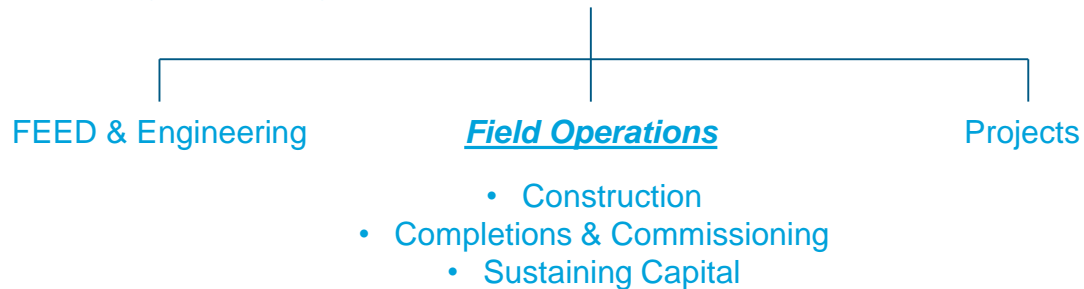 FEED & Engineering Field Operations Projects
• Construction
• Completions & Commissioning
• Sustaining Capital